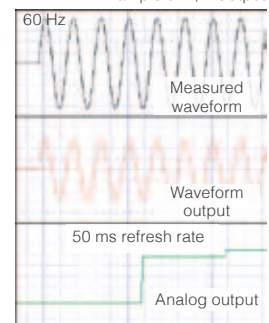 60 Hz
Measured
waveform
Waveform
output
50 ms refresh rate
Analog output